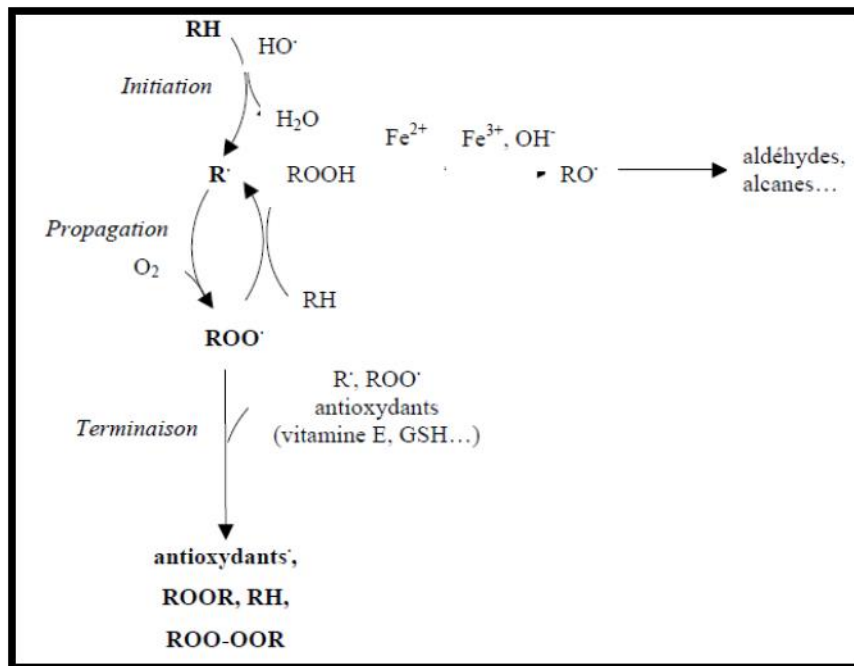 RH
HO·
Initiation
H₂O
Fe²⁺
Fe³⁺, OH⁻
R·
ROOH
RO·
aldéhydes,
alcanes…
Propagation
O₂
RH
ROO·
R·, ROO·
antioxydants
(vitamine E, GSH…)
Terminaison
antioxydants·,
ROOR, RH,
ROO-OOR